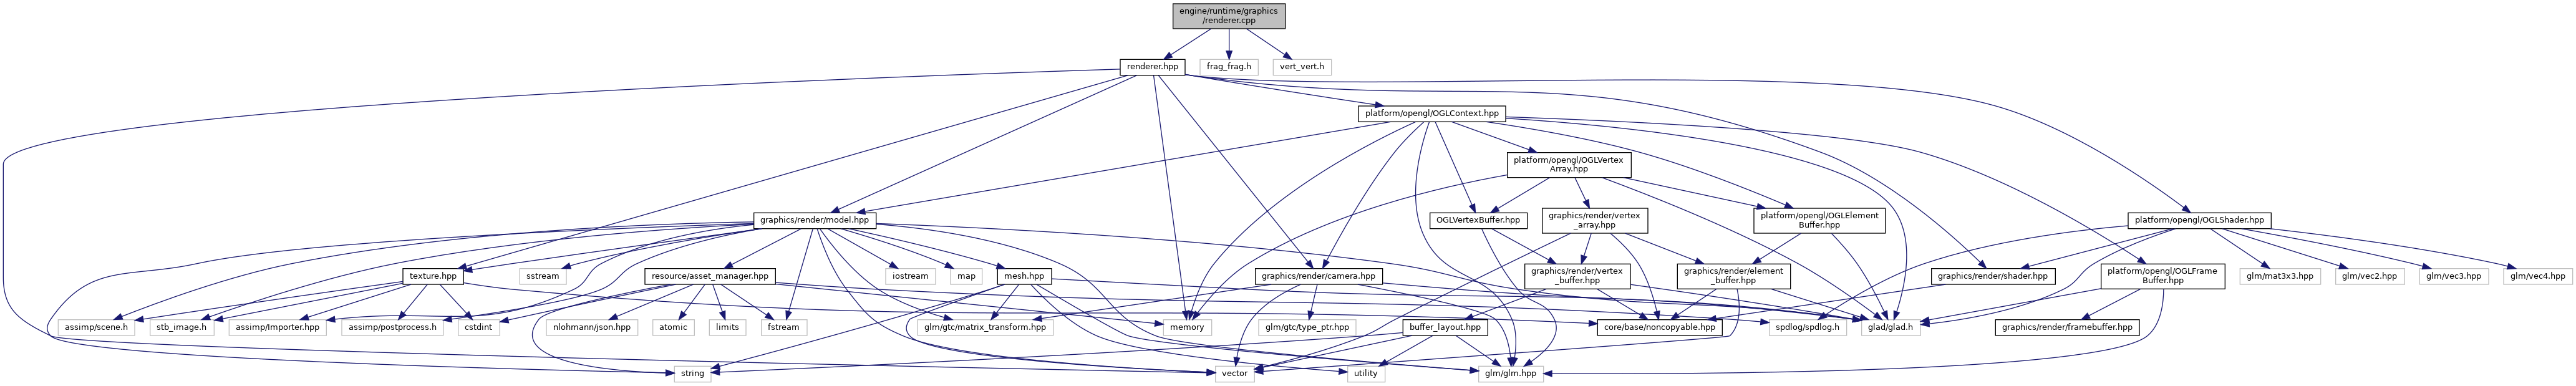 engine/runtime/graphics
/renderer.cpp
renderer.hpp
frag_frag.h
vert_vert.h
platform/opengl/OGLContext.hpp
platform/opengl/OGLVertex
Array.hpp
graphics/render/model.hpp
OGLVertexBuffer.hpp
graphics/render/vertex
_array.hpp
platform/opengl/OGLElement
Buffer.hpp
platform/opengl/OGLShader.hpp
texture.hpp
sstream
resource/asset_manager.hpp
iostream
map
mesh.hpp
graphics/render/camera.hpp
graphics/render/vertex
_buffer.hpp
graphics/render/element
_buffer.hpp
graphics/render/shader.hpp
platform/opengl/OGLFrame
Buffer.hpp
glm/mat3x3.hpp
glm/vec2.hpp
glm/vec3.hpp
glm/vec4.hpp
assimp/scene.h
stb_image.h
assimp/Importer.hpp
assimp/postprocess.h
cstdint
nlohmann/json.hpp
atomic
limits
fstream
glm/gtc/matrix_transform.hpp
memory
glm/gtc/type_ptr.hpp
buffer_layout.hpp
core/base/noncopyable.hpp
spdlog/spdlog.h
glad/glad.h
graphics/render/framebuffer.hpp
string
vector
utility
glm/glm.hpp